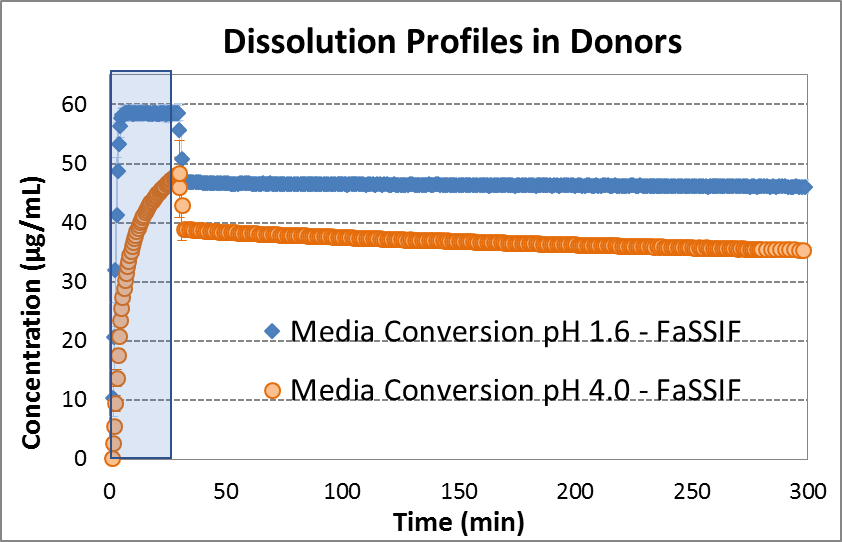 Dissolution Profiles in Donors
Concentration (µg/mL)
60
50
40
30
20
10
0
Media Conversion pH 1.6 - FaSSIF
Media Conversion pH 4.0 - FaSSIF
0 50 100 150 200 250 300
Time (min)